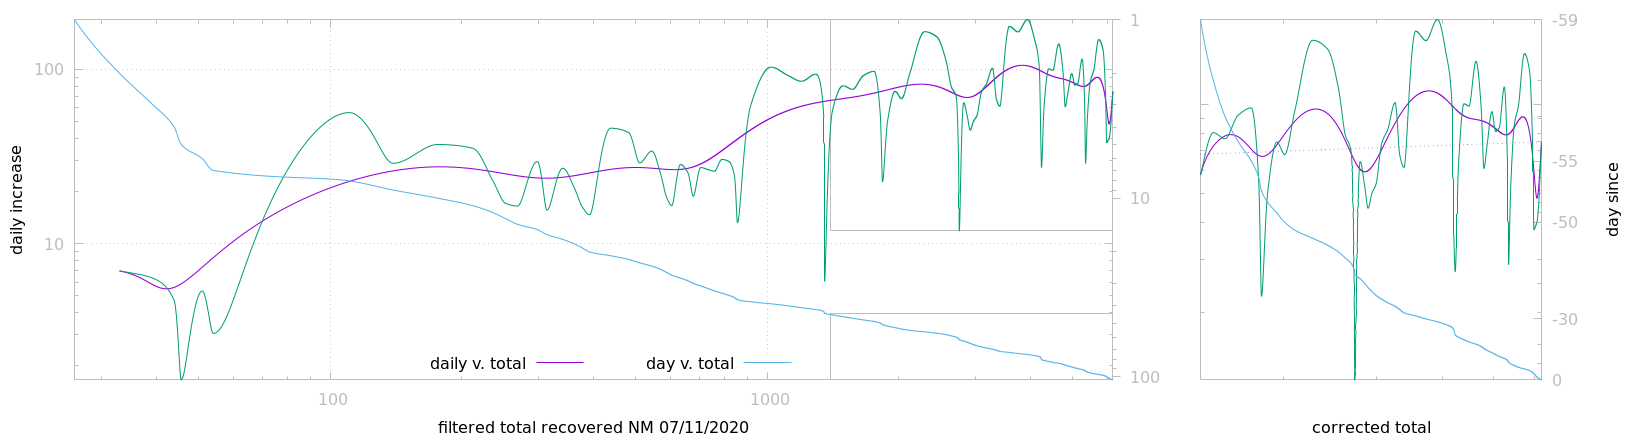 1
-59
100
daily increase
-55
day since
10
-50
10
-30
daily v. total
day v. total
100
0
100
1000
filtered total recovered NM 07/11/2020
corrected total